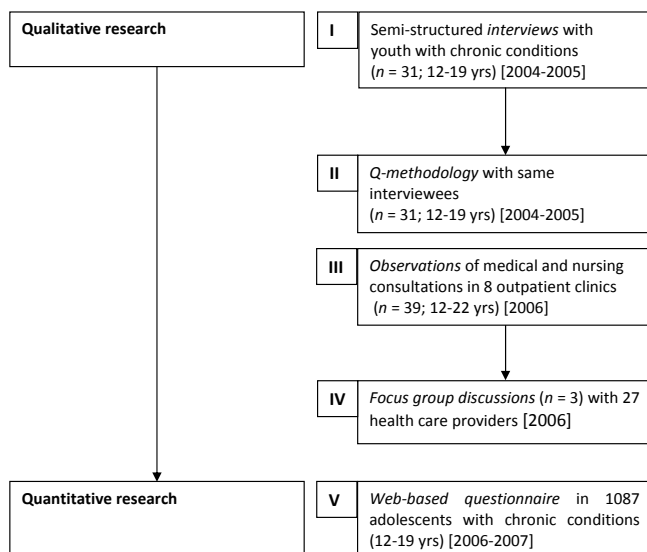 Qualitative research
I
Semi-structured interviews with
youth with chronic conditions
(n = 31; 12-19 yrs) [2004-2005]
II
Q-methodology with same
interviewees
(n = 31; 12-19 yrs) [2004-2005]
III
Observations of medical and nursing
consultations in 8 outpatient clinics
(n = 39; 12-22 yrs) [2006]
IV
Focus group discussions (n = 3) with 27
health care providers [2006]
Quantitative research
V
Web-based questionnaire in 1087
adolescents with chronic conditions
(12-19 yrs) [2006-2007]